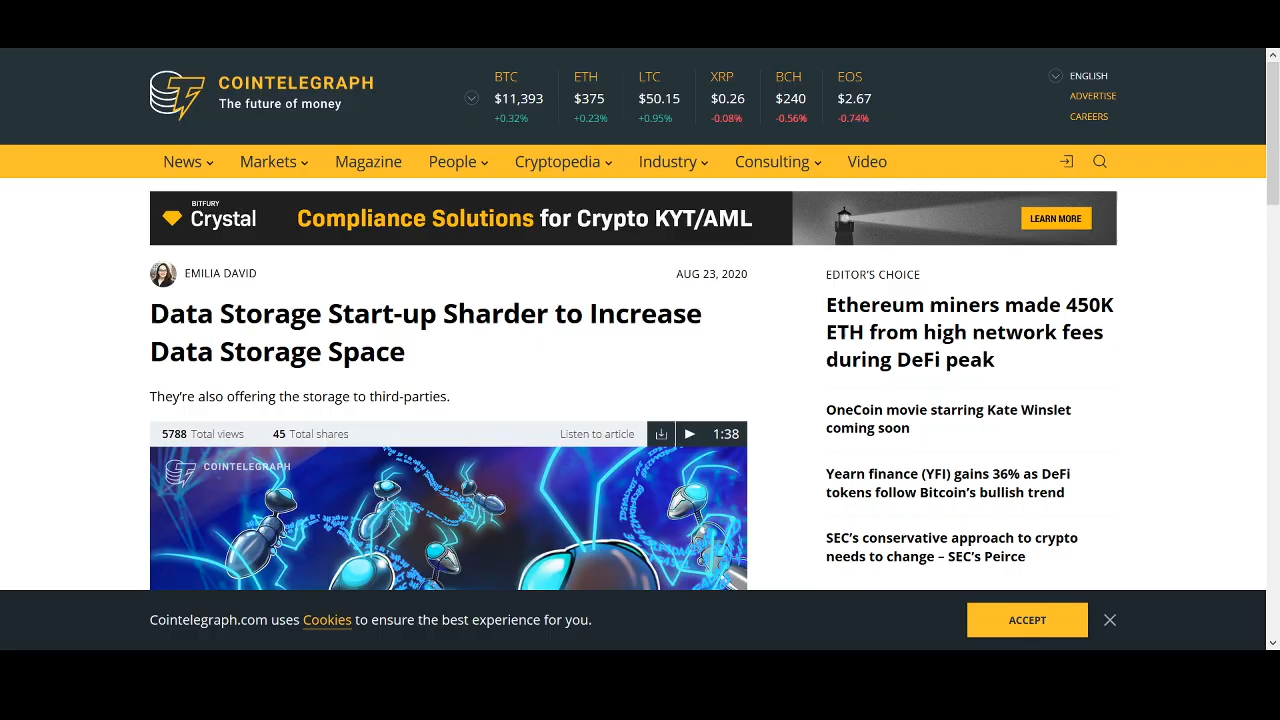 COINTELEGRAPH
The future of money
BTC
$11,393
+0.32%
ETH
$375
+0.23%
LTC
$50.15
+0.95%
XRP
$0.26
-0.08%
BCH
$240
-0.56%
EOS
$2.67
-0.74%
ENGLISH
ADVERTISE
CAREERS
News Markets Magazine People Cryptopedia Industry Consulting Video
BITFURY
Crystal
Compliance Solutions for Crypto KYT/AML
LEARN MORE
EMILIA DAVID
AUG 23, 2020
Data Storage Start-up Sharder to Increase
Data Storage Space
They're also offering the storage to third-parties.
5788 Total views 45 Total shares Listen to article 1:38
COINTELEGRAPH
EDITOR'S CHOICE
Ethereum miners made 450K
ETH from high network fees
during DeFi peak
OneCoin movie starring Kate Winslet
coming soon
Yearn finance (YFI) gains 36% as DeFi
tokens follow Bitcoin's bullish trend
SEC's conservative approach to crypto
needs to change – SEC's Peirce
Cointelegraph.com uses Cookies to ensure the best experience for you.
ACCEPT